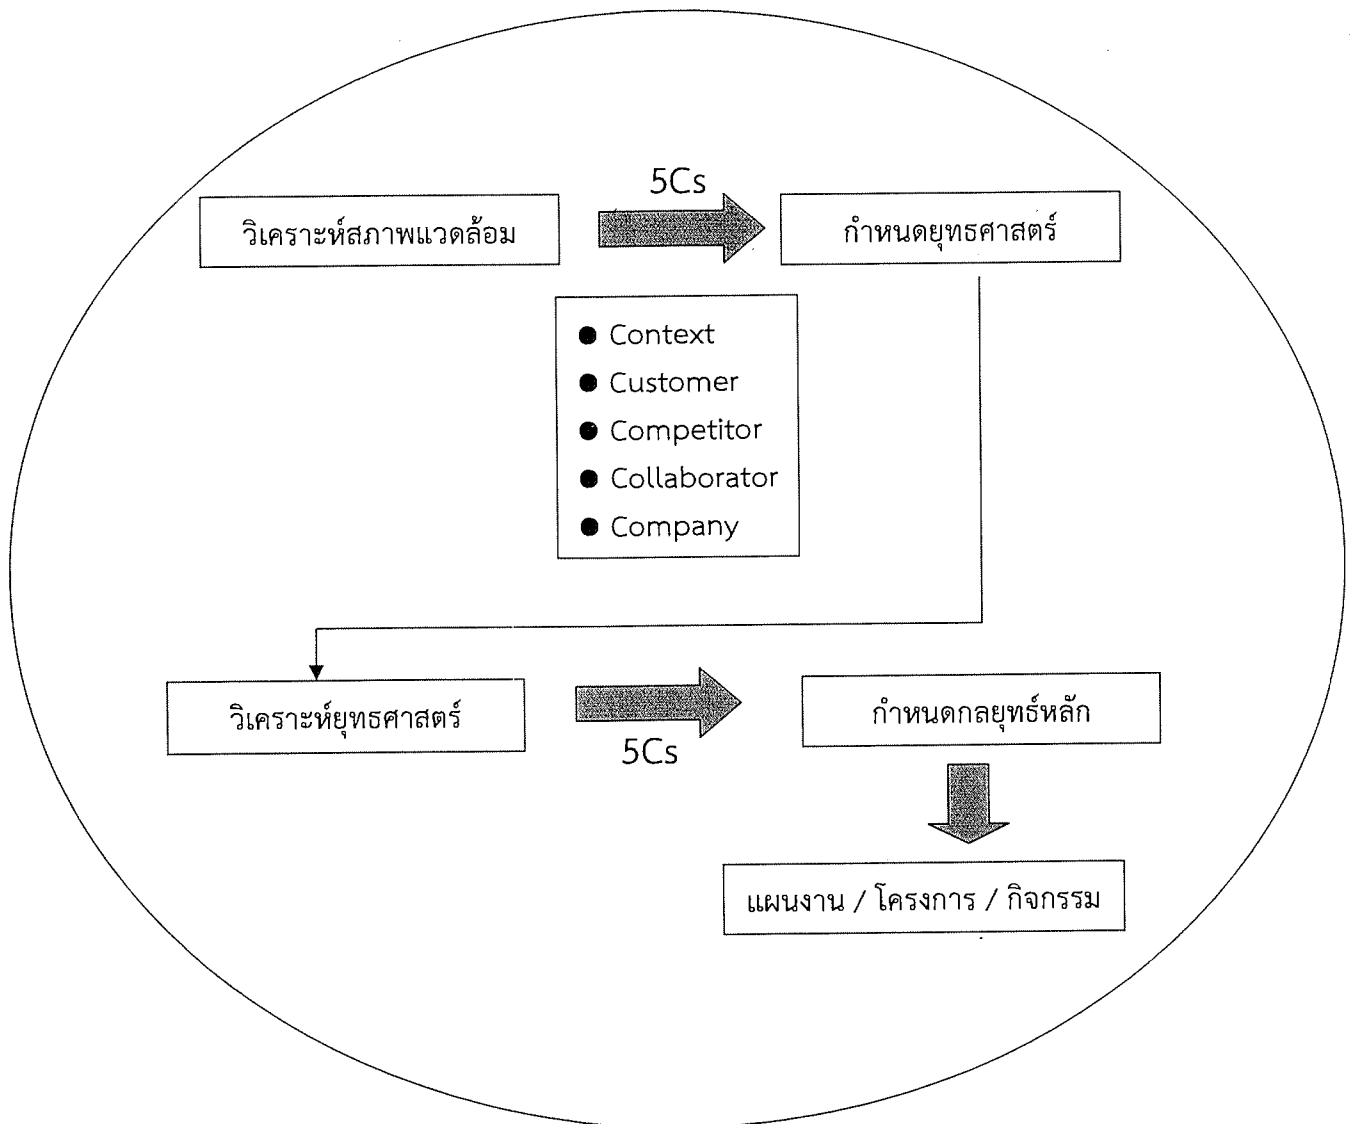 5Cs
วิเคราะห์สภาพแวดล้อม
กำหนดยุทธศาสตร์
● Context
● Customer
● Competitor
● Collaborator
● Company
วิเคราะห์ยุทธศาสตร์
5Cs
กำหนดกลยุทธ์หลัก
แผนงาน / โครงการ / กิจกรรม